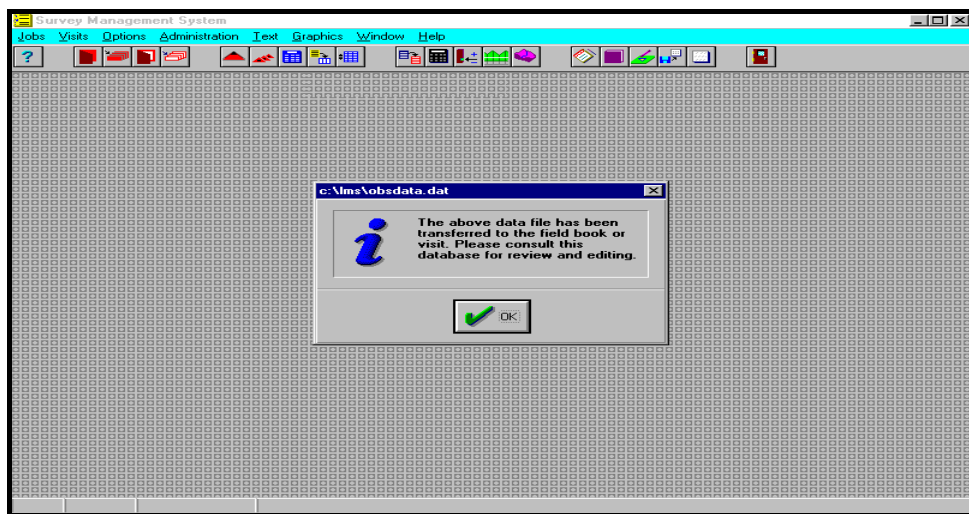 Survey Management System
Jobs Visits Options Administration Text Graphics Window Help
?
c:\lms\obsdata.dat
The above data file has been
transferred to the field book or
visit. Please consult this
database for review and editing.
OK